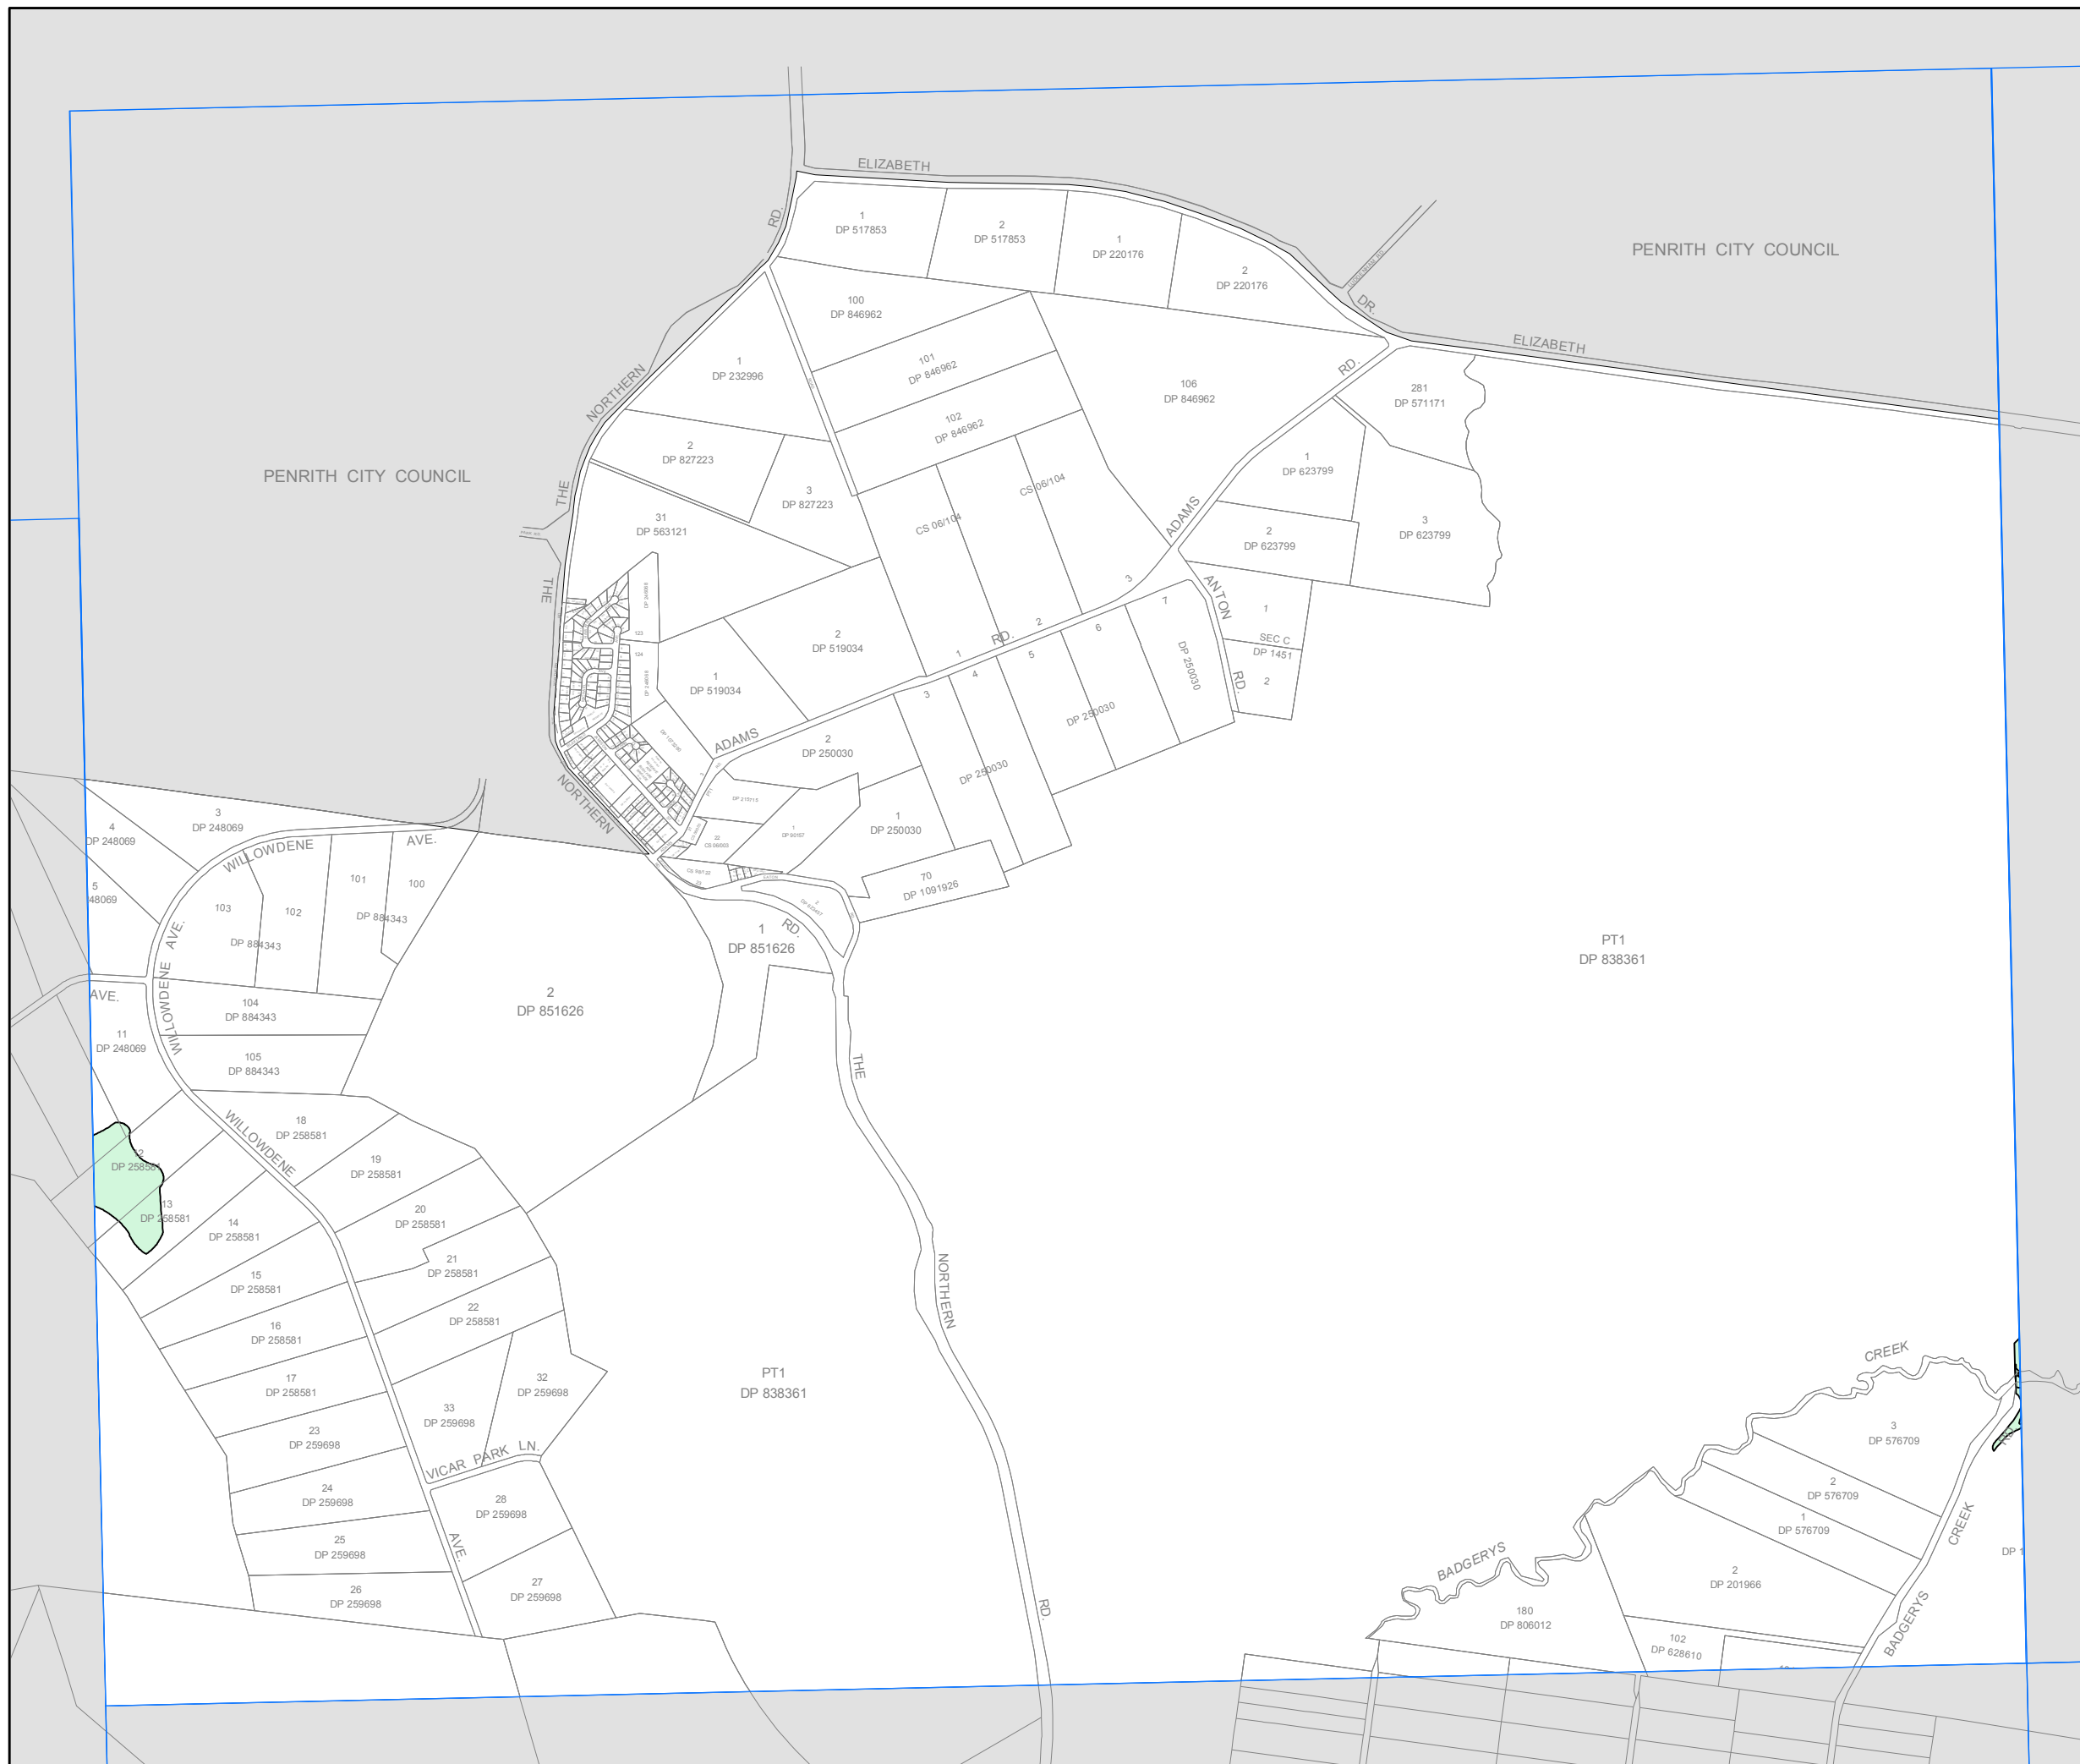 ELIZABETH
RD.
1
DP 517853
2
DP 517853
1
DP 220176
2
DP 220176
PENRITH CITY COUNCIL
DR.
ELIZABETH
100
DP 846962
101
DP 846962
102
DP 846962
106
DP 846962
RD.
281
DP 571171
1
DP 232996
NORTHERN
2
DP 827223
3
DP 827223
PENRITH CITY COUNCIL
THE
31
DP 563121
CS 06/104
CS 06/104
ADAMS
1
DP 623799
2
DP 623799
3
DP 623799
THE
ANTON
RD.
1
SEC C
DP 1451
2
123
124
2
DP 519034
1
DP 519034
1
RD.
2
3
3
4
5
6
7
DP 250030
DP 250030
DP 250030
ADAMS
2
DP 250030
1
DP 250030
NORTHERN
70
DP 1091926
3
DP 248069
4
DP 248069
5
48069
WILLOWDENE
AVE.
101
100
DP 884343
103
102
DP 884343
WILLOWDENE AVE.
AVE.
104
DP 884343
105
DP 884343
11
DP 248069
1
DP 851626
RD.
2
DP 851626
PT1
DP 838361
THE
WILLOWDENE
18
DP 258581
19
DP 258581
12
DP 258581
13
DP 258581
14
DP 258581
20
DP 258581
15
DP 258581
21
DP 258581
16
DP 258581
22
DP 258581
NORTHERN
17
DP 258581
PT1
DP 838361
32
DP 259698
33
DP 259698
23
DP 259698
VICAR PARK LN.
24
DP 259698
28
DP 259698
25
DP 259698
AVE.
26
DP 259698
27
DP 259698
RD.
CREEK
BADGERYS
3
DP 576709
RD.
2
DP 576709
1
DP 576709
CREEK
DP 1
2
DP 201966
180
DP 806012
102
DP 628610
BADGERYS